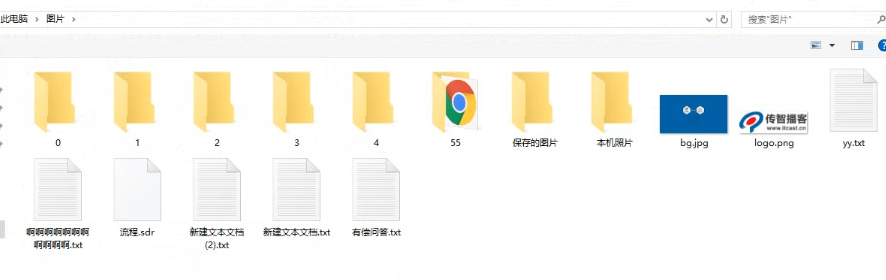 此电脑 > 图片 >
搜索"图片"
0
1
2
3
4
55
保存的图片
本机照片
bg.jpg
传智播客
www.itcast.cn
logo.png
yy.txt
啊啊啊啊啊啊啊
啊啊啊啊.txt
流程.sdr
新建文本文档
(2).txt
新建文本文档.txt
有偿问答.txt